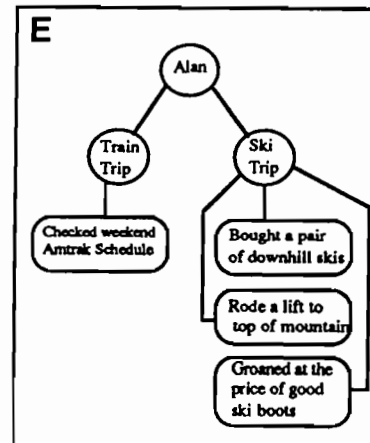 E
Alan
Train
Trip
Ski
Trip
Checked weekend
Amtrak Schedule
Bought a pair
of downhill skis
Rode a lift to
top of mountain
Groaned at the
price of good
ski boots